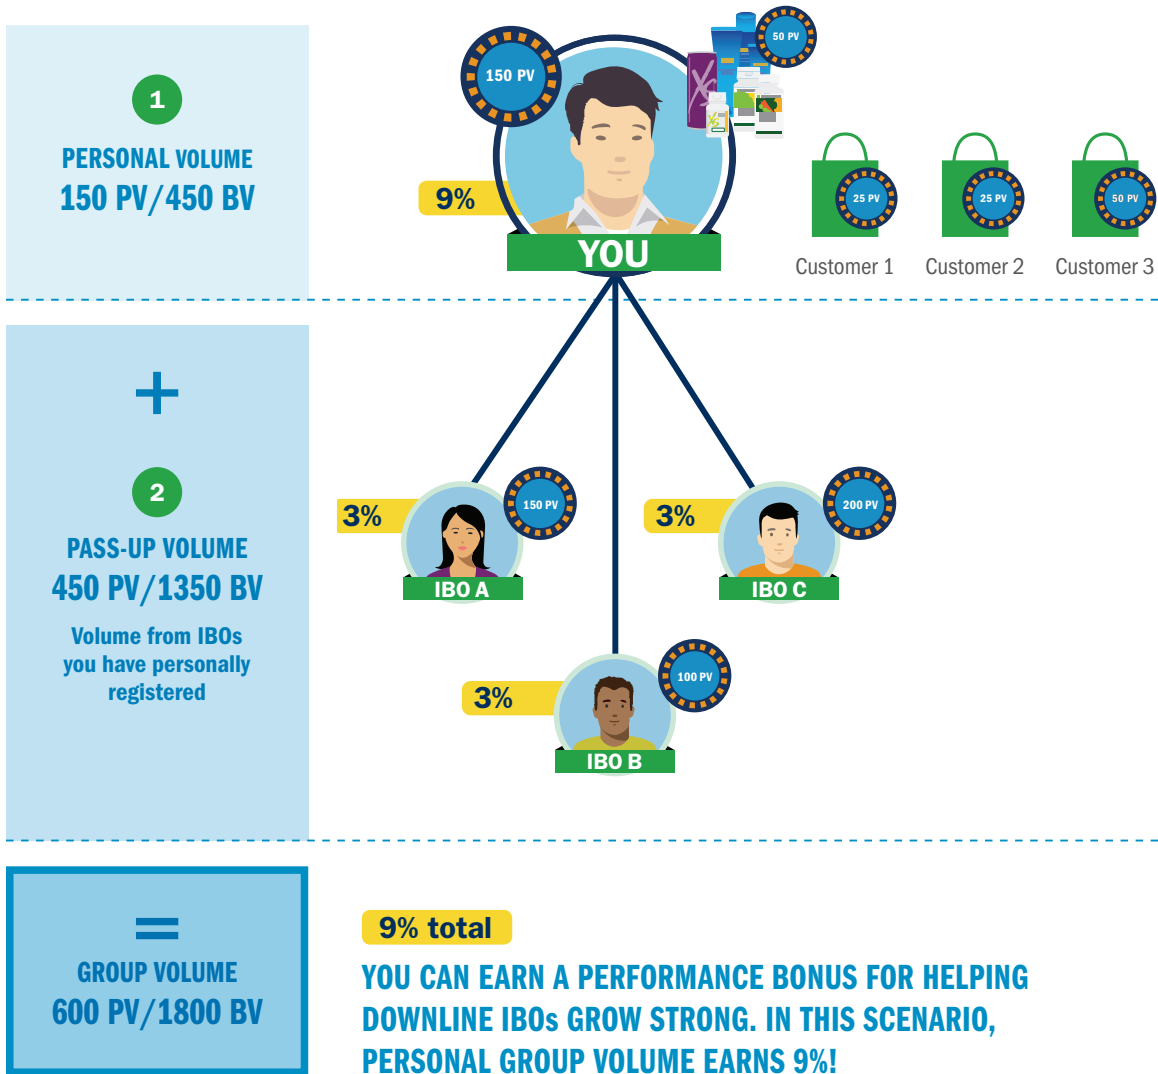 1
PERSONAL VOLUME
150 PV/450 BV
150 PV
50 PV
9%
YOU
25 PV
25 PV
50 PV
Customer 1
Customer 2
Customer 3
+
2
PASS-UP VOLUME
450 PV/1350 BV
Volume from IBOs
you have personally
registered
3%
150 PV
IBO A
3%
200 PV
IBO C
3%
100 PV
IBO B
=
GROUP VOLUME
600 PV/1800 BV
9% total
YOU CAN EARN A PERFORMANCE BONUS FOR HELPING
DOWNLINE IBOs GROW STRONG. IN THIS SCENARIO,
PERSONAL GROUP VOLUME EARNS 9%!